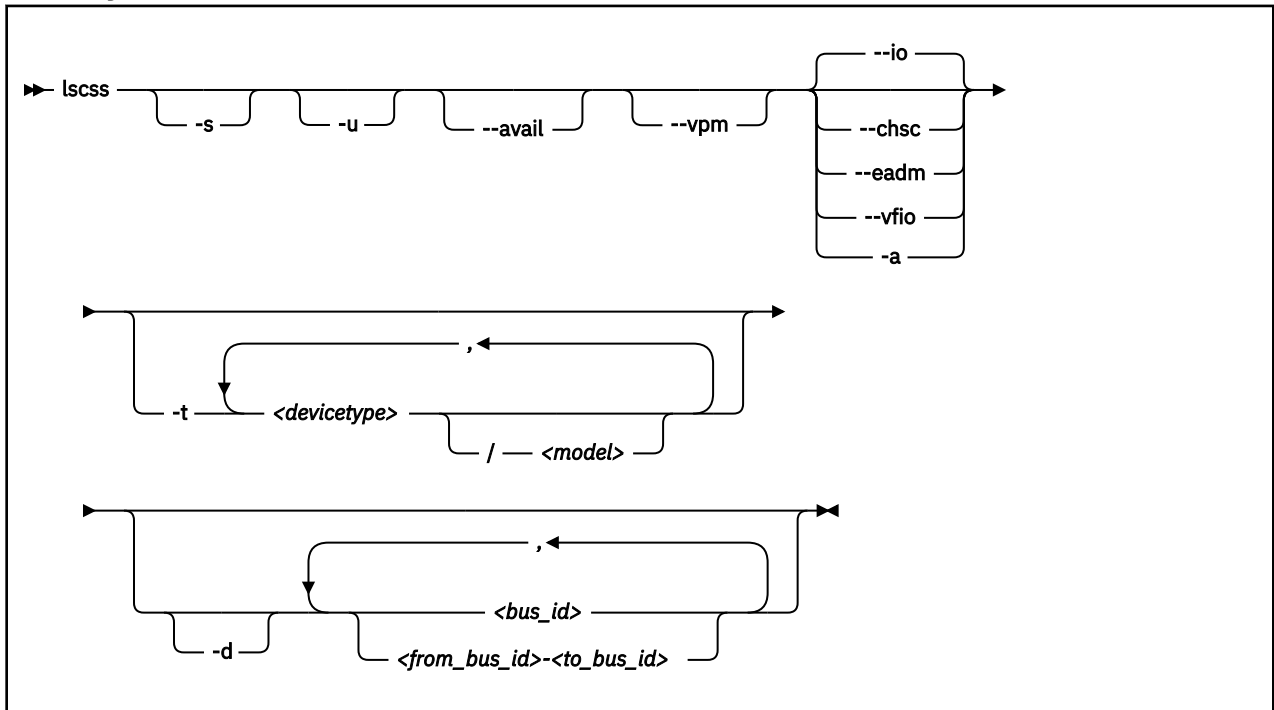 --io
lscss
-s
-u
--avail
--vpm
--chsc
--eadm
--vfio
-a
,
-t
<devicetype>
/
<model>
,
<bus_id>
-d
<from_bus_id>-<to_bus_id>